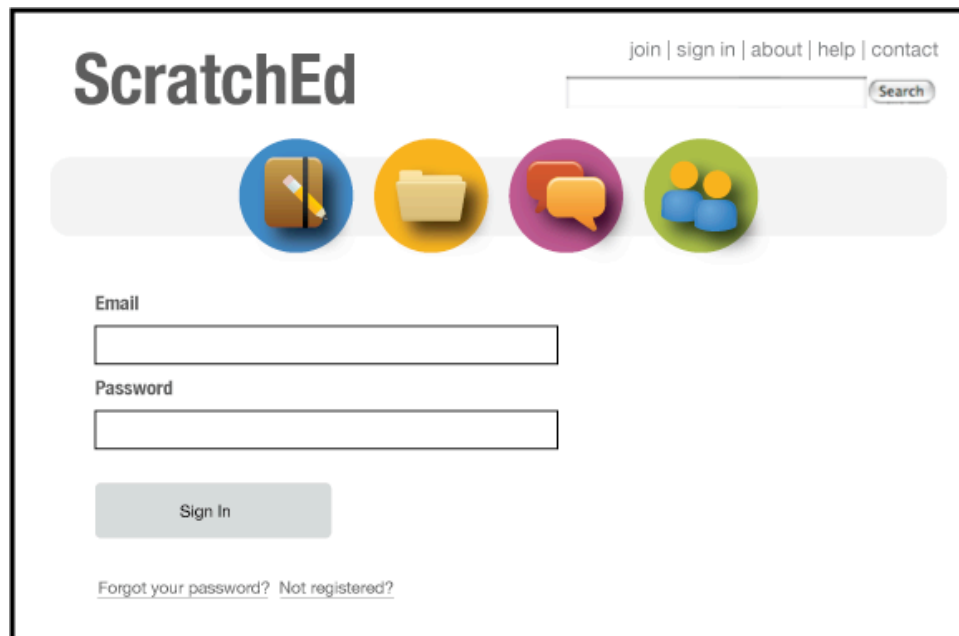 join | sign in | about | help | contact
ScratchEd
Search
Email
Password
Sign In
Forgot your password? Not registered?